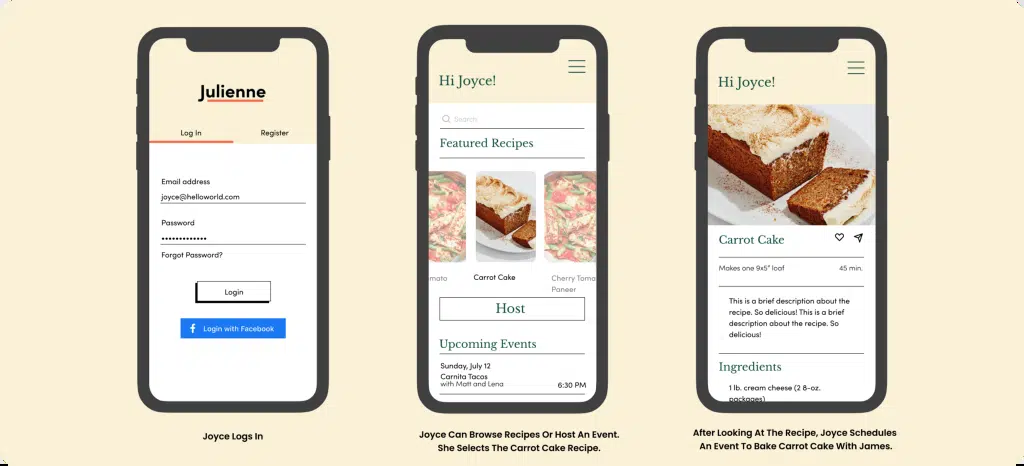 Julienne
Log In
Register
Email address
joyce@helloworld.com
Password
•••••••••••••
Forgot Password?
Login
f Login with Facebook
Joyce Logs In
Hi Joyce!
Search
Featured Recipes
mato
Carrot Cake
Cherry Toma
Paneer
Host
Upcoming Events
Sunday, July 12
Carnita Tacos
with Matt and Lena
6:30 PM
Joyce Can Browse Recipes Or Host An Event.
She Selects The Carrot Cake Recipe.
Hi Joyce!
Carrot Cake
Makes one 9x5" loaf
45 min.
This is a brief description about the
recipe. So delicious! This is a brief
description about the recipe. So
delicious!
Ingredients
1 lb. cream cheese (2 8-oz.
packages)
After Looking At The Recipe, Joyce Schedules
An Event To Bake Carrot Cake With James.